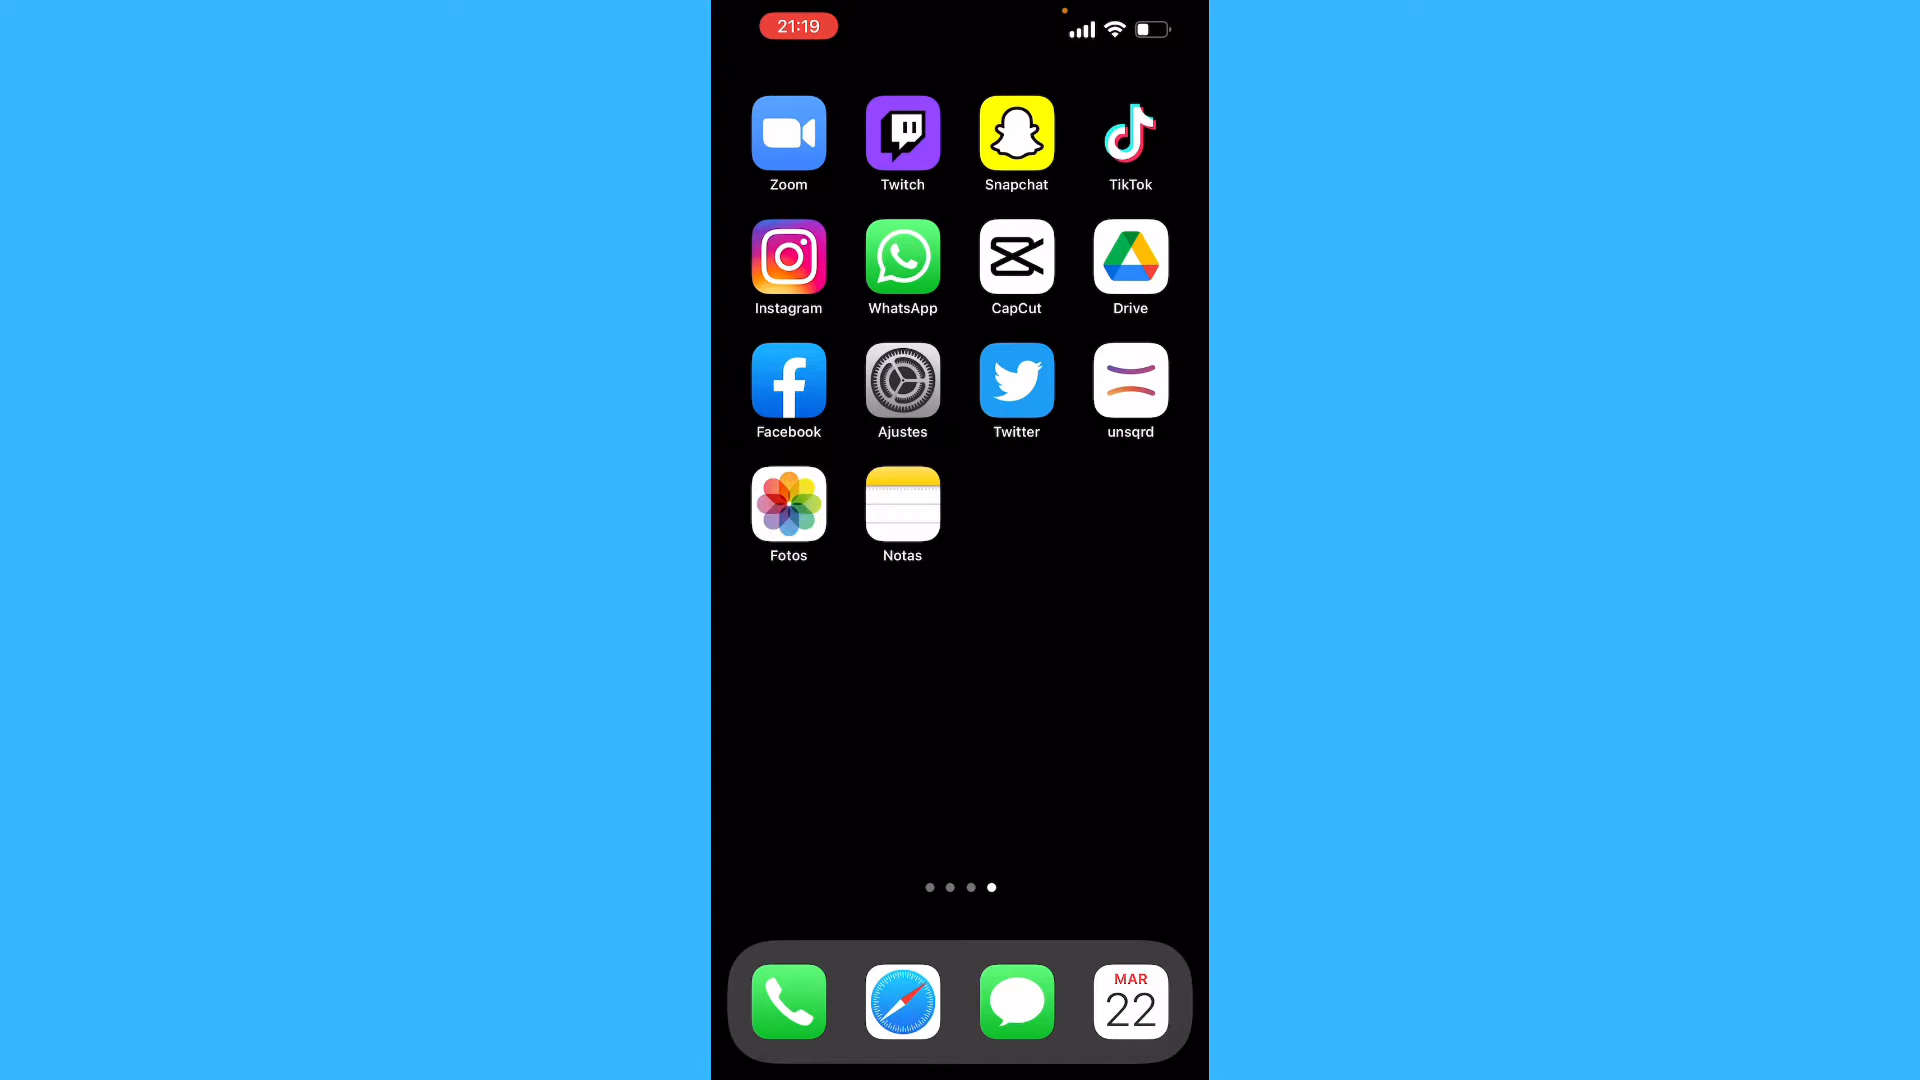 21:19
Zoom Twitch Snapchat TikTok
Instagram WhatsApp CapCut Drive
Facebook Ajustes Twitter unsqrd
Fotos Notas
MAR
22